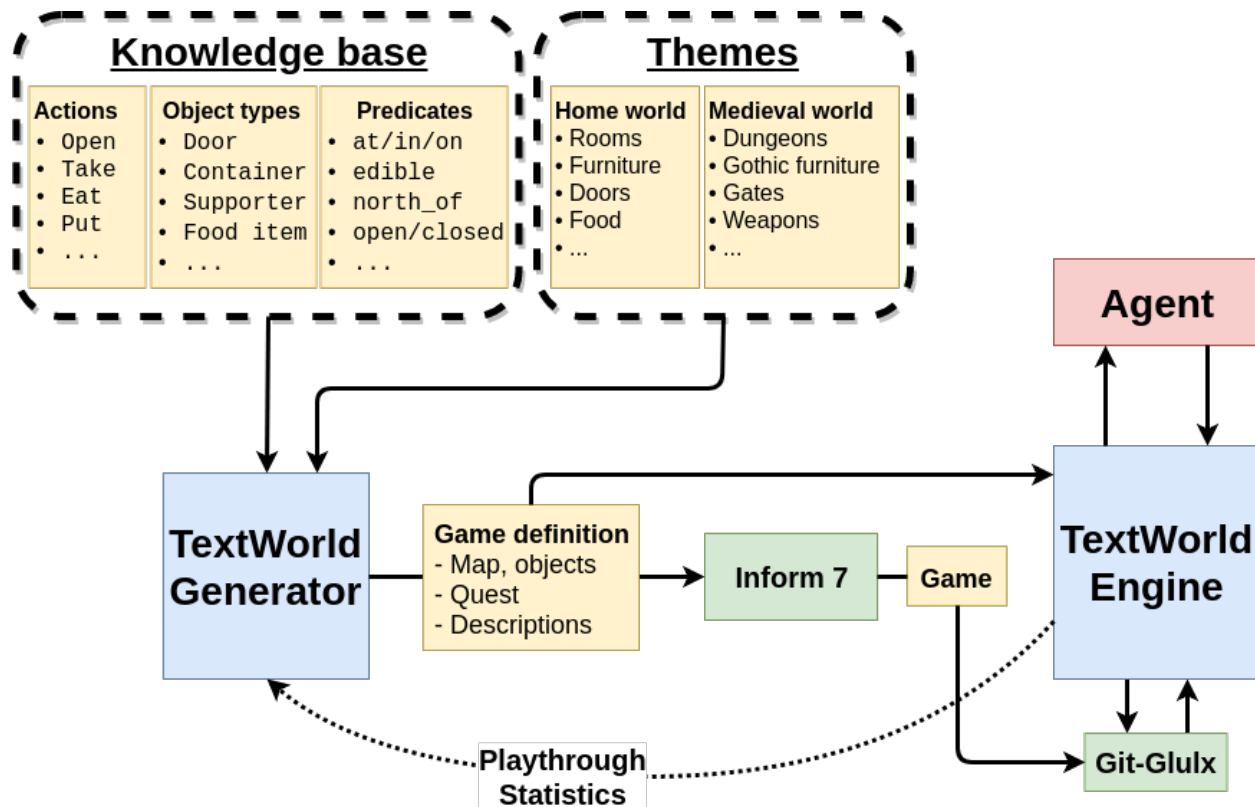 Knowledge base
Actions
• Open
• Take
• Eat
• Put
• ...
Object types
• Door
• Container
• Supporter
• Food item
• ...
Predicates
• at/in/on
• edible
• north_of
• open/closed
• ...
Themes
Home world
• Rooms
• Furniture
• Doors
• Food
• ...
Medieval world
• Dungeons
• Gothic furniture
• Gates
• Weapons
• ...
Agent
TextWorld
Generator
Game definition
- Map, objects
- Quest
- Descriptions
Inform 7
Game
TextWorld
Engine
Git-Glulx
Playthrough
Statistics